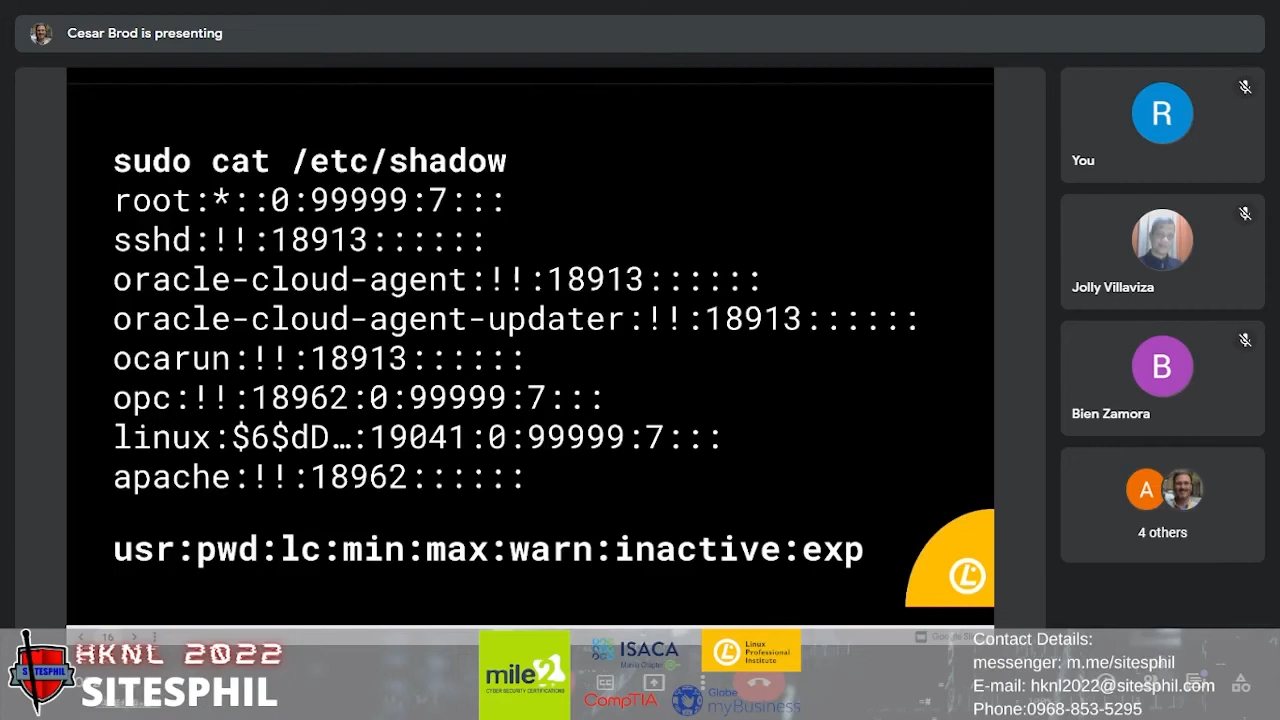 Cesar Brod is presenting
sudo cat /etc/shadow
root:*::0:99999:7:::
sshd:!!:18913::::::
oracle-cloud-agent:!!:18913::::::
oracle-cloud-agent-updater:!!:18913::::::
ocarun:!!:18913::::::
opc:!!:18962:0:99999:7:::
linux:$6$dD…:19041:0:99999:7:::
apache:!!:18962::::::
usr:pwd:lc:min:max:warn:inactive:exp
R
You
Jolly Villaviza
B
Bien Zamora
A
4 others
16
HKNL 2022
SITESPHIL
SITESPHIL
mile2
CYBER SECURITY CERTIFICATIONS
ISACA
Manila Chapter
CompTIA
Linux
Professional
Institute
Globe
myBusiness
Contact Details:
messenger: m.me/sitesphil
E-mail: hknl2022@sitesphil.com
Phone:0968-853-5295